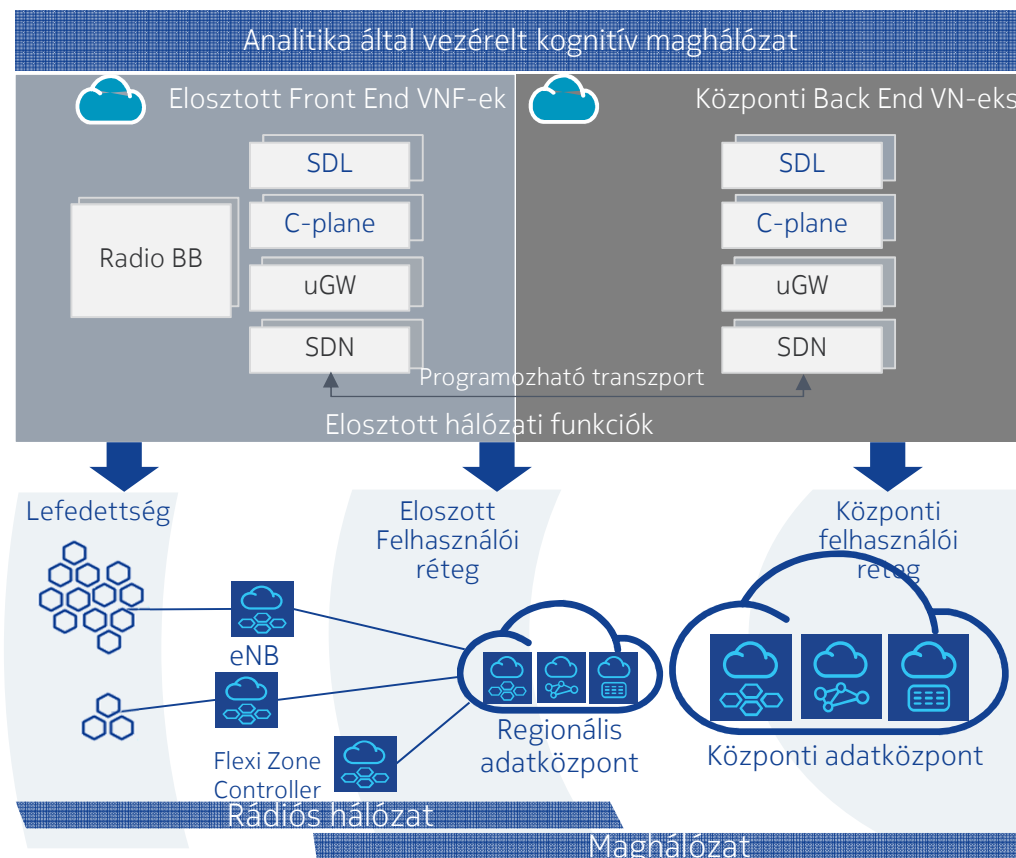 Analitika által vezérelt kognitív maghálózat
Elosztott Front End VNF-ek
Központi Back End VN-eks
SDL
C-plane
Radio BB
uGW
SDN
SDL
C-plane
uGW
SDN
Programozható transzport
Elosztott hálózati funkciók
Lefedettség
Eloszott
Felhasználói
réteg
Központi
felhasználói
réteg
eNB
Flexi Zone
Controller
Regionális
adatközpont
Központi adatközpont
Rádiós hálózat
Maghálózat